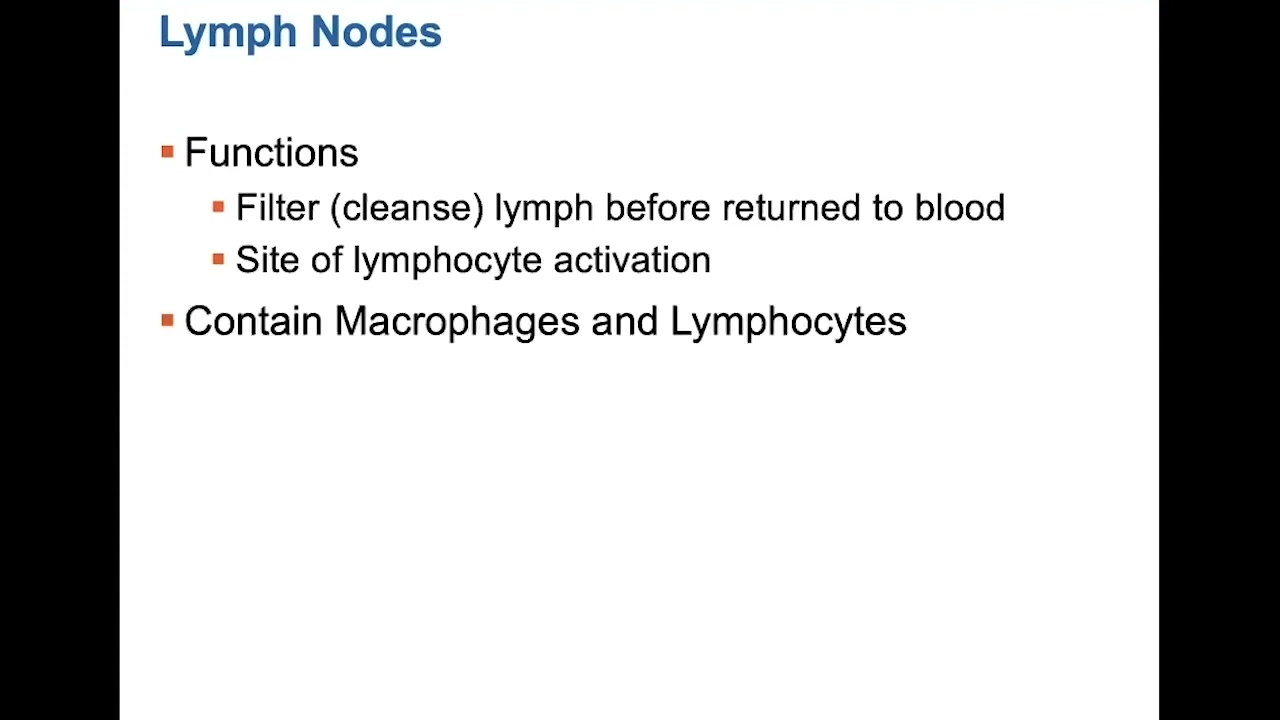 Lymph Nodes
Functions
Filter (cleanse) lymph before returned to blood
Site of lymphocyte activation
Contain Macrophages and Lymphocytes